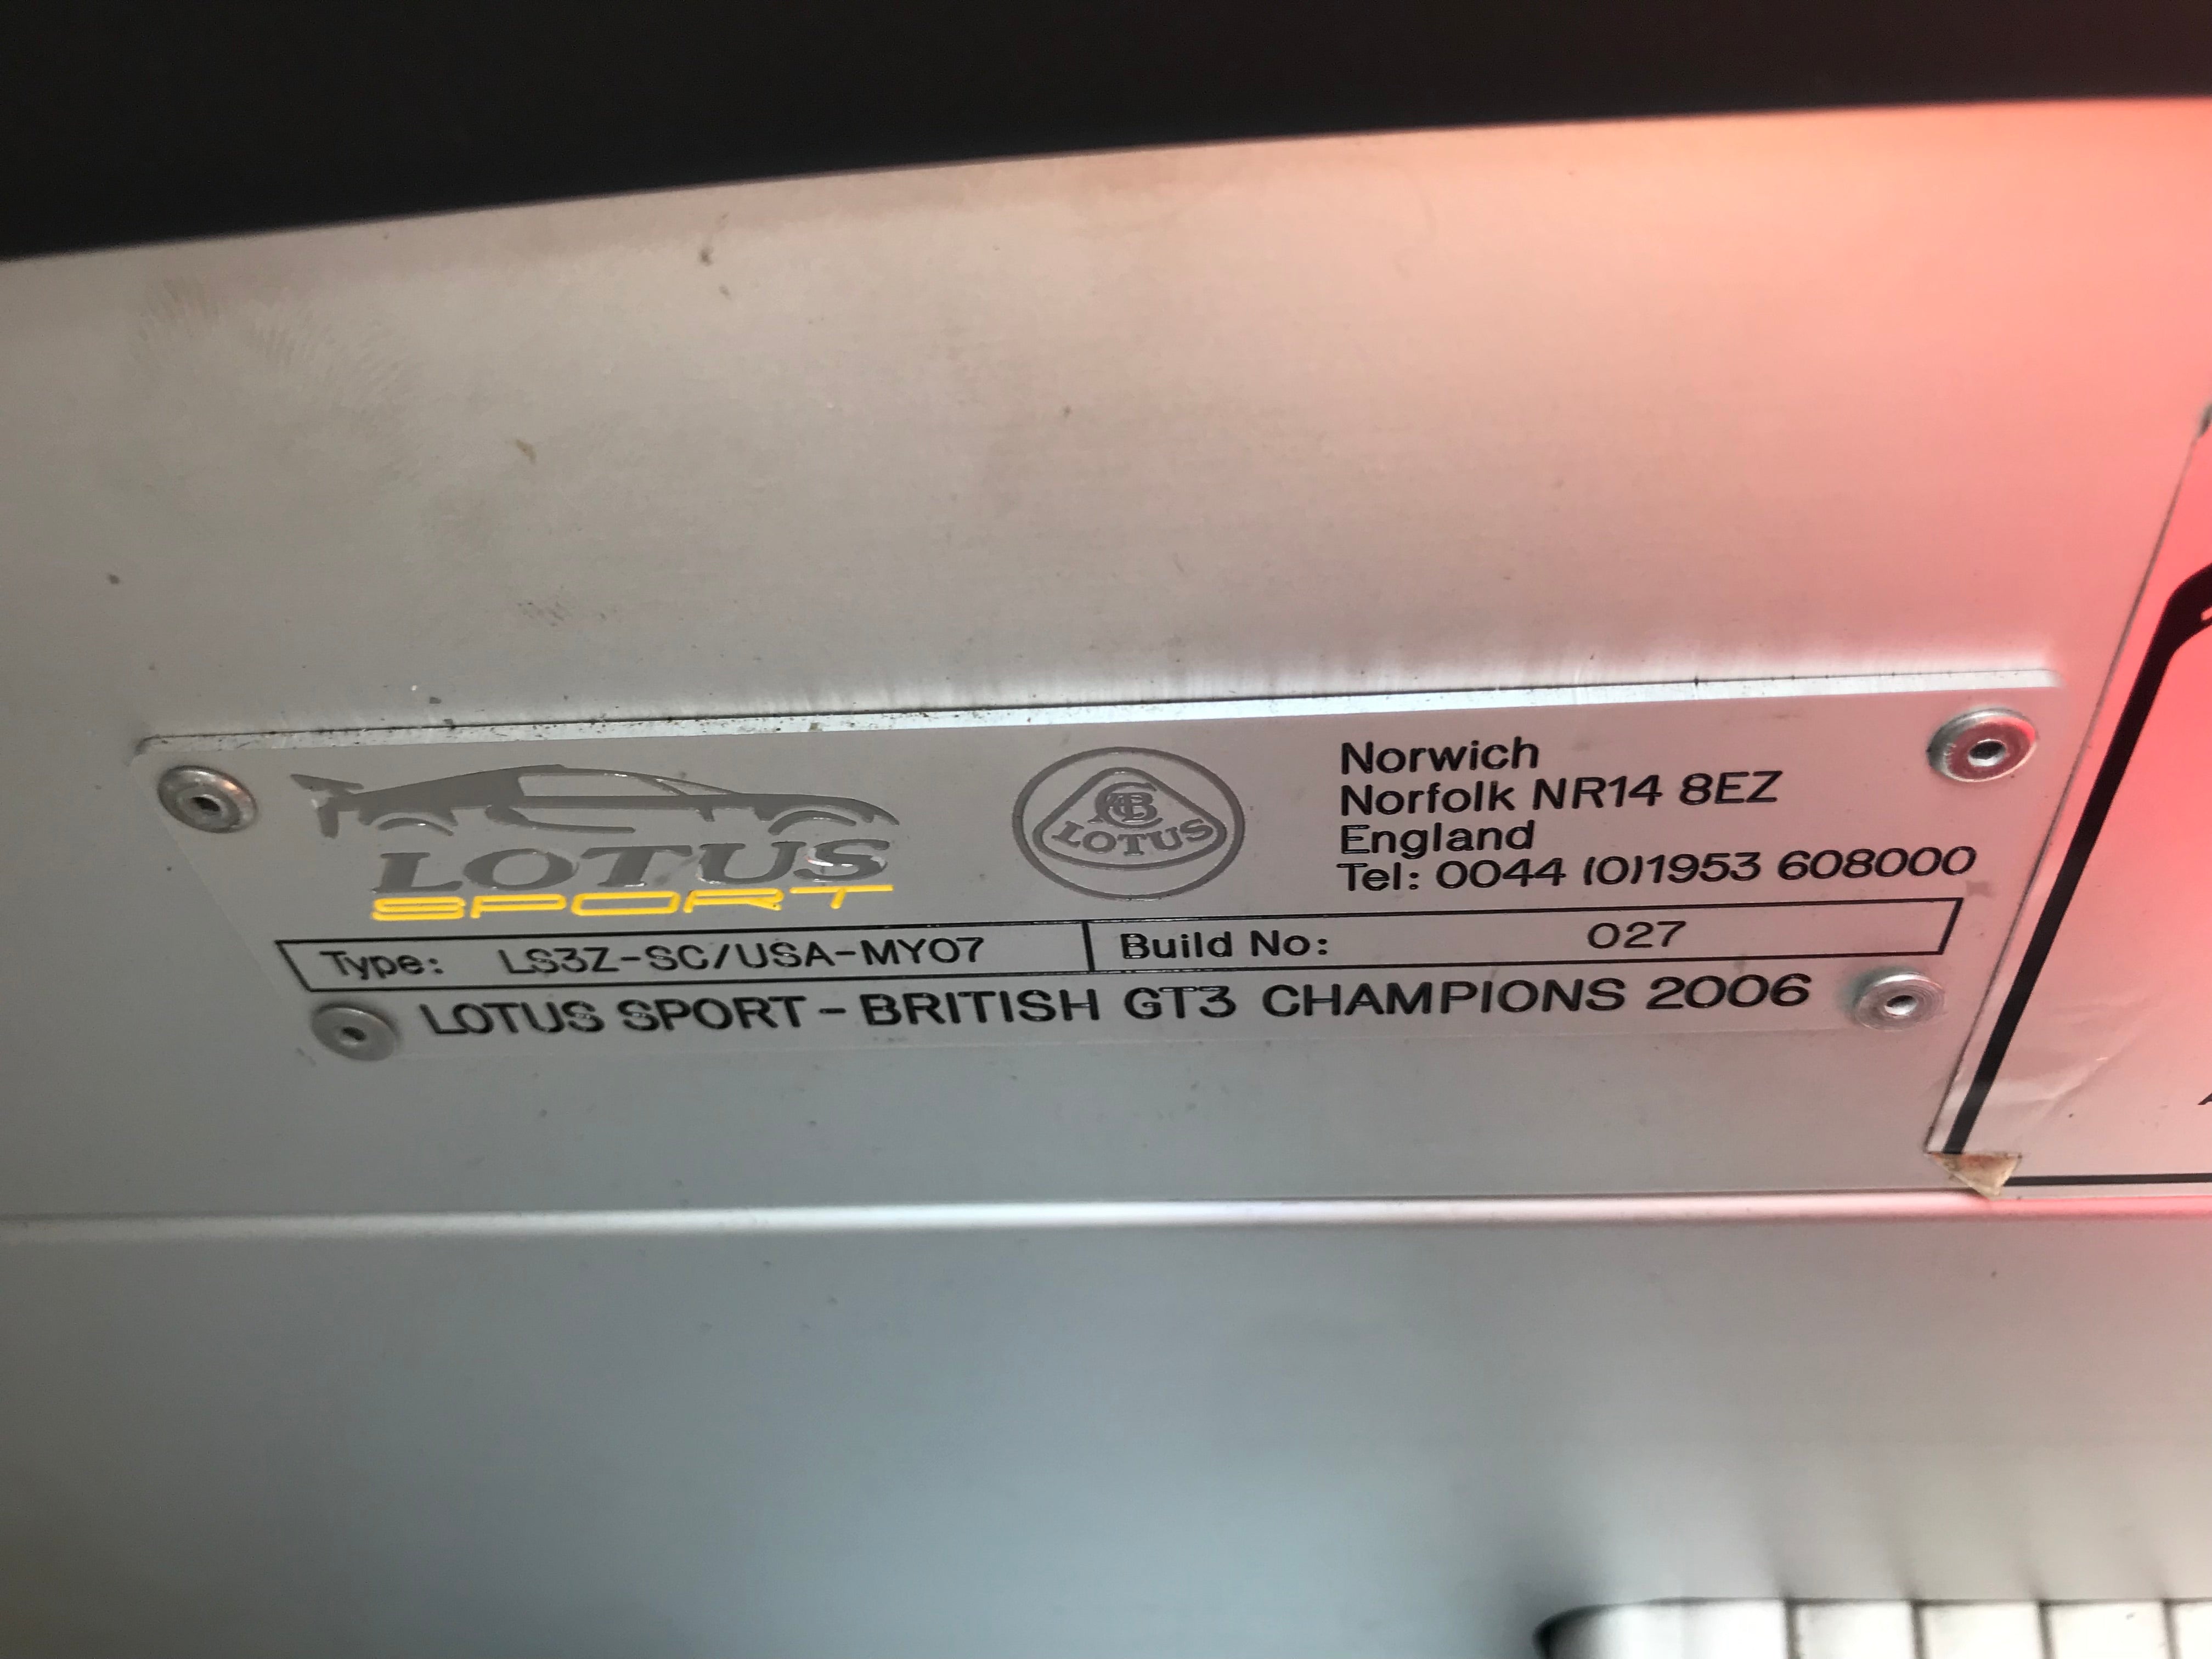 LOTUS
SPORT
LOTUS
Norwich
Norfolk NR14 8EZ
England
Tel: 0044 (0)1953 608000
Type: LS3Z-SC/USA-MY07
Build No: 027
LOTUS SPORT - BRITISH GT3 CHAMPIONS 2006